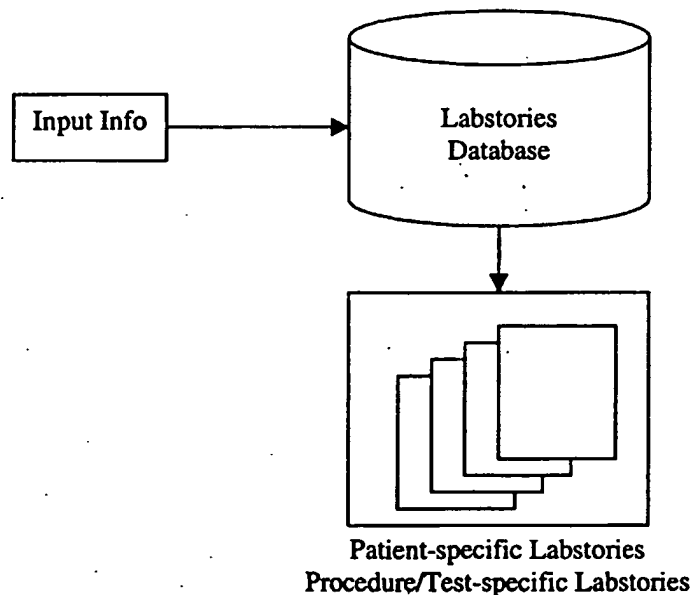 Input Info
Labstories
Database
Patient-specific Labstories
Procedure/Test-specific Labstories